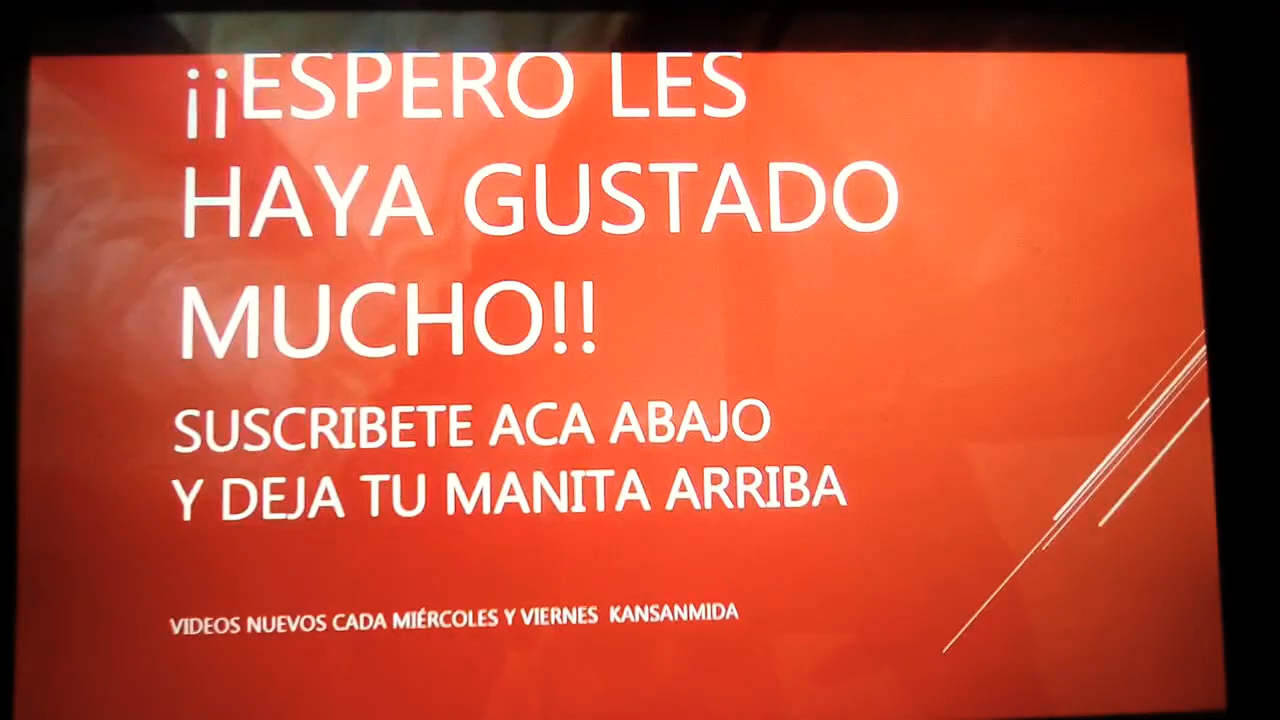 ¡¡ESPERO LES
HAYA GUSTADO
MUCHO!!
SUSCRIBETE ACA ABAJO
Y DEJA TU MANITA ARRIBA
VIDEOS NUEVOS CADA MIÉRCOLES Y VIERNES KANSANMIDA